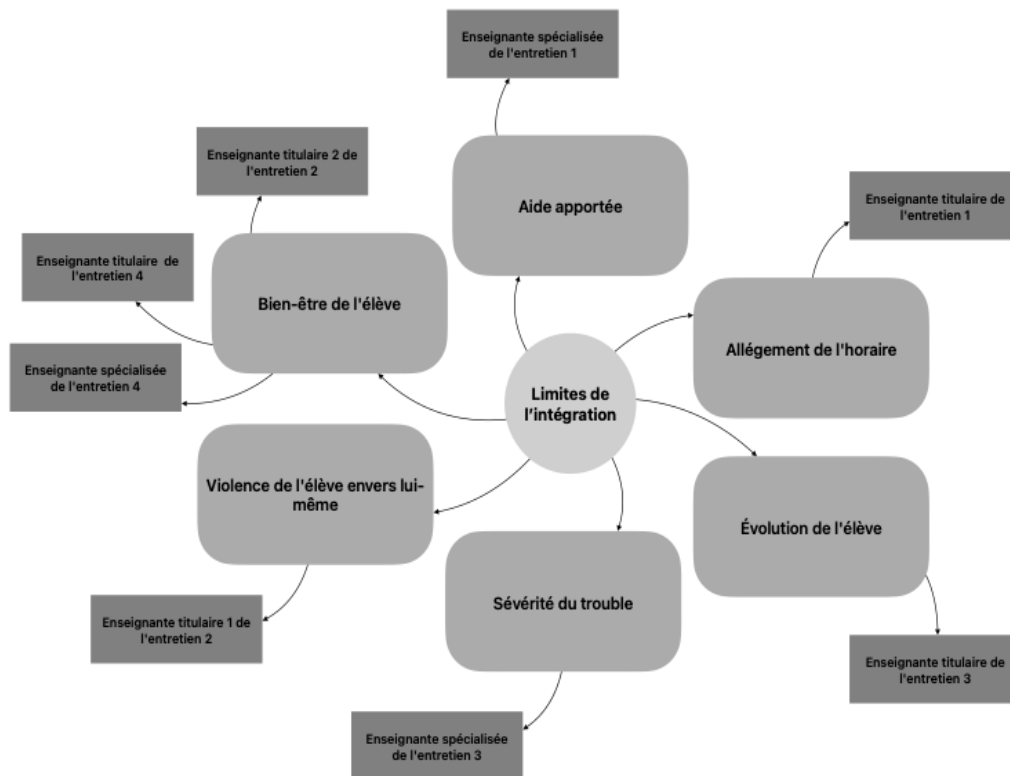 Enseignante spécialisée
de l'entretien 1
Enseignante titulaire 2 de
l'entretien 2
Aide apportée
Enseignante titulaire de
l'entretien 1
Enseignante titulaire  de
l'entretien 4
Bien-être de l'élève
Allégement de l'horaire
Enseignante spécialisée
de l'entretien 4
Limites de
l’intégration
Violence de l'élève envers lui-
même
Évolution de l'élève
Sévérité du trouble
Enseignante titulaire 1 de
l'entretien 2
Enseignante titulaire de
l'entretien 3
Enseignante spécialisée
de l'entretien 3